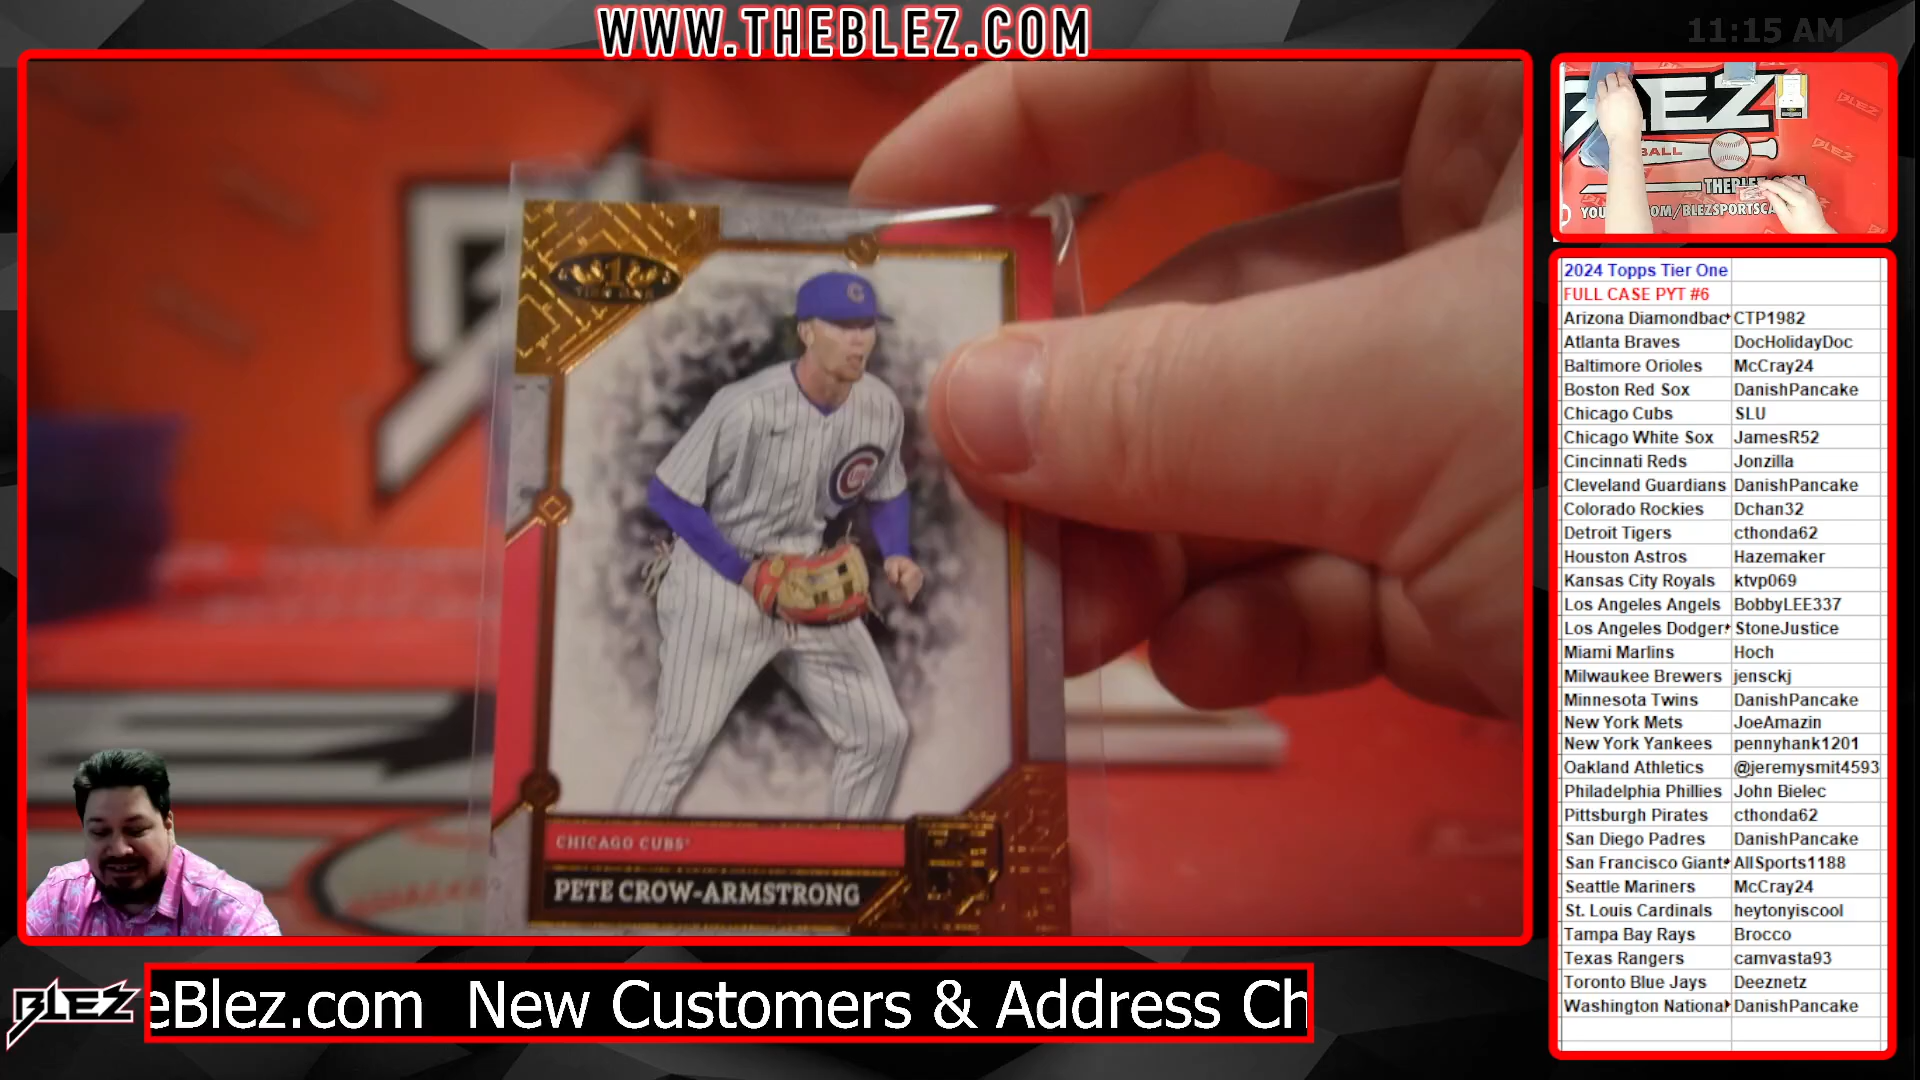 WWW.THEBLEZ.COM
11:15 AM
BLEZ
BALL
THEBLEZ.COM
2024 Topps Tier One
FULL CASE PYT #6
Arizona Diamondbac CTP1982
Atlanta Braves DocHolidayDoc
Baltimore Orioles McCray24
Boston Red Sox DanishPancake
Chicago Cubs SLU
Chicago White Sox JamesR52
Cincinnati Reds Jonzilla
Cleveland Guardians DanishPancake
Colorado Rockies Dchan32
Detroit Tigers cthonda62
Houston Astros Hazemaker
Kansas City Royals ktvp069
Los Angeles Angels BobbyLEE337
Los Angeles Dodger StoneJustice
Miami Marlins Hoch
Milwaukee Brewers jensckj
Minnesota Twins DanishPancake
New York Mets JoeAmazin
New York Yankees pennyhank1201
Oakland Athletics @jeremysmit4593
Philadelphia Phillies John Bielec
Pittsburgh Pirates cthonda62
San Diego Padres DanishPancake
San Francisco Giant AllSports1188
Seattle Mariners McCray24
St. Louis Cardinals heytonyiscool
Tampa Bay Rays Brocco
Texas Rangers camvasta93
Toronto Blue Jays Deeznetz
Washington National DanishPancake
1
TIER ONE
C
CHICAGO CUBS
PETE CROW-ARMSTRONG
BLEZ
eBlez.com New Customers & Address Ch